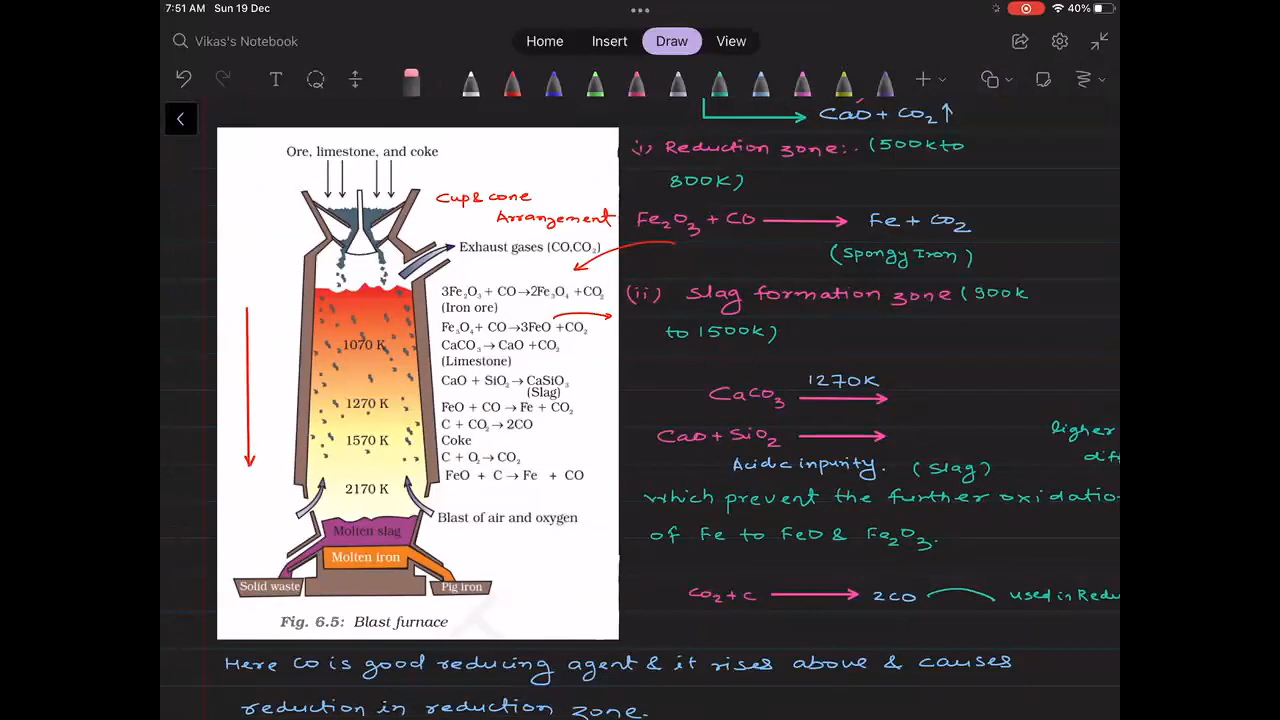 7:51 AM Sun 19 Dec
40%
Vikas's Notebook
Home Insert Draw View
CaO + CO₂ ↑
Ore, limestone, and coke
Cup & cone
Arrangement
Exhaust gases (CO,CO₂)
3Fe₂O₃ + CO→2Fe₃O₄ +CO₂
(Iron ore)
Fe₃O₄+ CO→3FeO +CO₂
CaCO₃→ CaO +CO₂
(Limestone)
CaO + SiO₂→ CaSiO₃
(Slag)
FeO + CO→ Fe + CO₂
C + CO₂→ 2CO
Coke
C + O₂→ CO₂
FeO + C → Fe + CO
1070 K
1270 K
1570 K
2170 K
Blast of air and oxygen
Molten slag
Molten iron
Solid waste
Pig iron
Fig. 6.5: Blast furnace
i) Reduction zone:. (500k to
800K)
Fe₂O₃ + CO → Fe + CO₂
(Spongy Iron)
(ii) Slag formation zone (900k
to 1500k)
CaCO₃ 1270K →
CaO + SiO₂ →
Acidic inpurity. (Slag)
higher
which prevent the further oxidatio
of Fe to FeO & Fe₂O₃.
CO₂ + C → 2CO used in Redu
Here CO is good reducing agent & it rises above & causes
reduction in reduction zone.